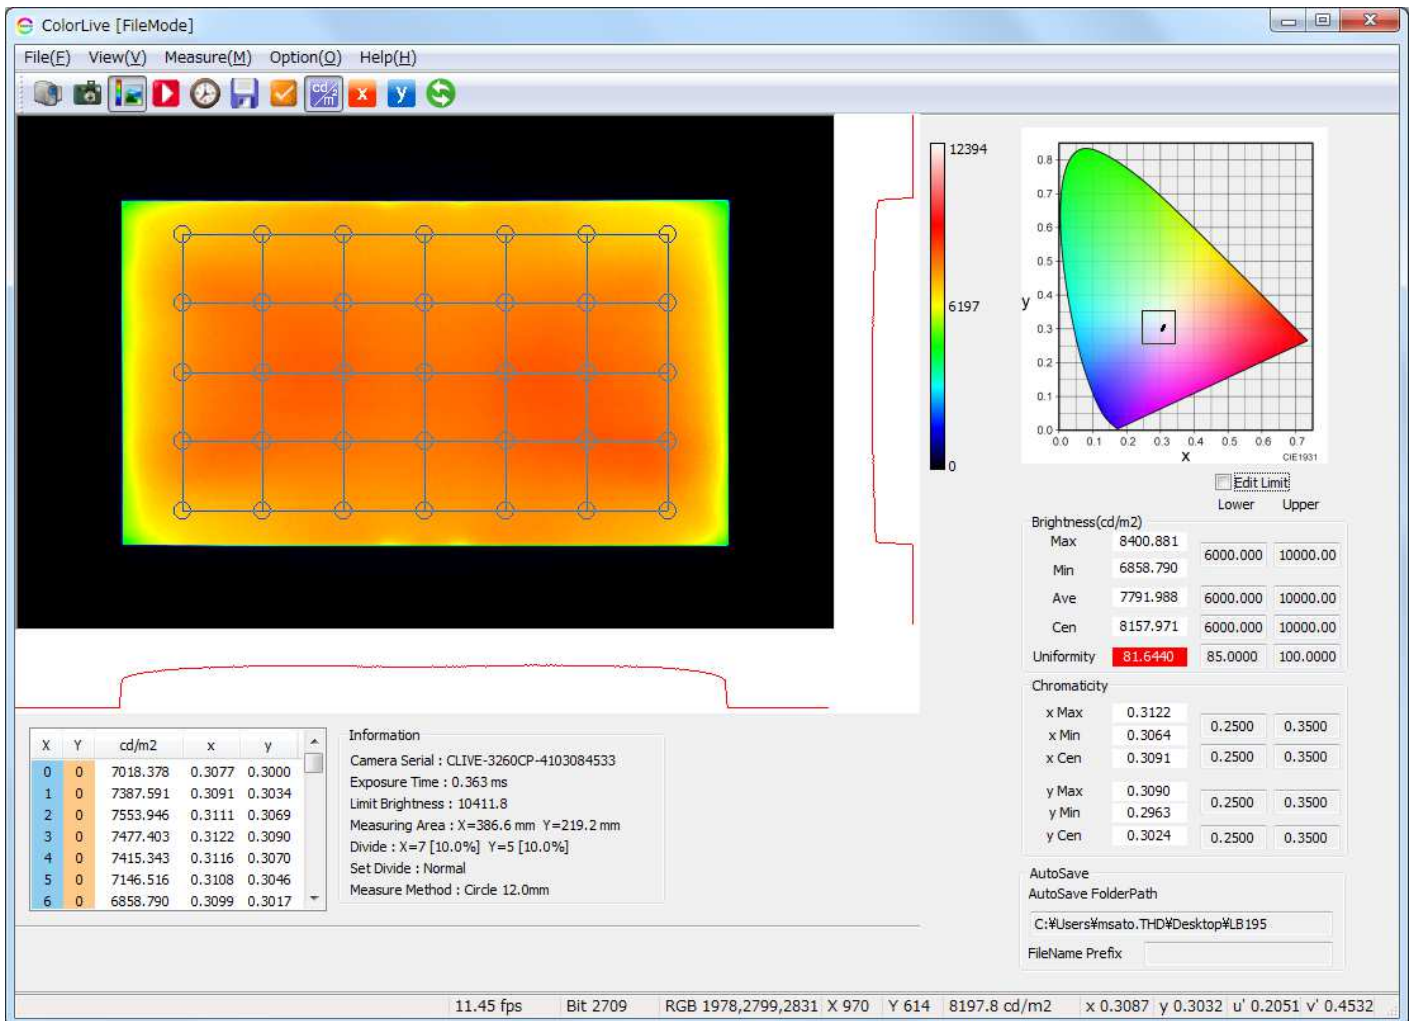 ColorLive [FileMode]
File(F) View(V) Measure(M) Option(O) Help(H)
cd/m² x y
12394
6197
0
y
0.8
0.7
0.6
0.5
0.4
0.3
0.2
0.1
0.0
0.0 0.1 0.2 0.3 0.4 0.5 0.6 0.7
x
CIE1931
Edit Limit
Lower Upper
Brightness(cd/m2)
Max 8400.881
6000.000 10000.00
Min 6858.790
Ave 7791.988 6000.000 10000.00
Cen 8157.971 6000.000 10000.00
Uniformity 81.6440 85.0000 100.0000
Chromaticity
x Max 0.3122
0.2500 0.3500
x Min 0.3064
x Cen 0.3091 0.2500 0.3500
y Max 0.3090
0.2500 0.3500
y Min 0.2963
y Cen 0.3024 0.2500 0.3500
AutoSave
AutoSave FolderPath
C:¥Users¥msato.THD¥Desktop¥LB195
FileName Prefix
X Y cd/m2 x y
0 0 7018.378 0.3077 0.3000
1 0 7387.591 0.3091 0.3034
2 0 7553.946 0.3111 0.3069
3 0 7477.403 0.3122 0.3090
4 0 7415.343 0.3116 0.3070
5 0 7146.516 0.3108 0.3046
6 0 6858.790 0.3099 0.3017
Information
Camera Serial : CLIVE-3260CP-4103084533
Exposure Time : 0.363 ms
Limit Brightness : 10411.8
Measuring Area : X=386.6 mm Y=219.2 mm
Divide : X=7 [10.0%] Y=5 [10.0%]
Set Divide : Normal
Measure Method : Circle 12.0mm
11.45 fps Bit 2709 RGB 1978,2799,2831 X 970 Y 614 8197.8 cd/m2 x 0.3087 y 0.3032 u' 0.2051 v' 0.4532